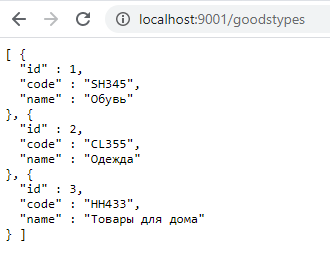 localhost:9001/goodstypes
[ {
  "id" : 1,
  "code" : "SH345",
  "name" : "Обувь"
}, {
  "id" : 2,
  "code" : "CL355",
  "name" : "Одежда"
}, {
  "id" : 3,
  "code" : "HH433",
  "name" : "Товары для дома"
} ]